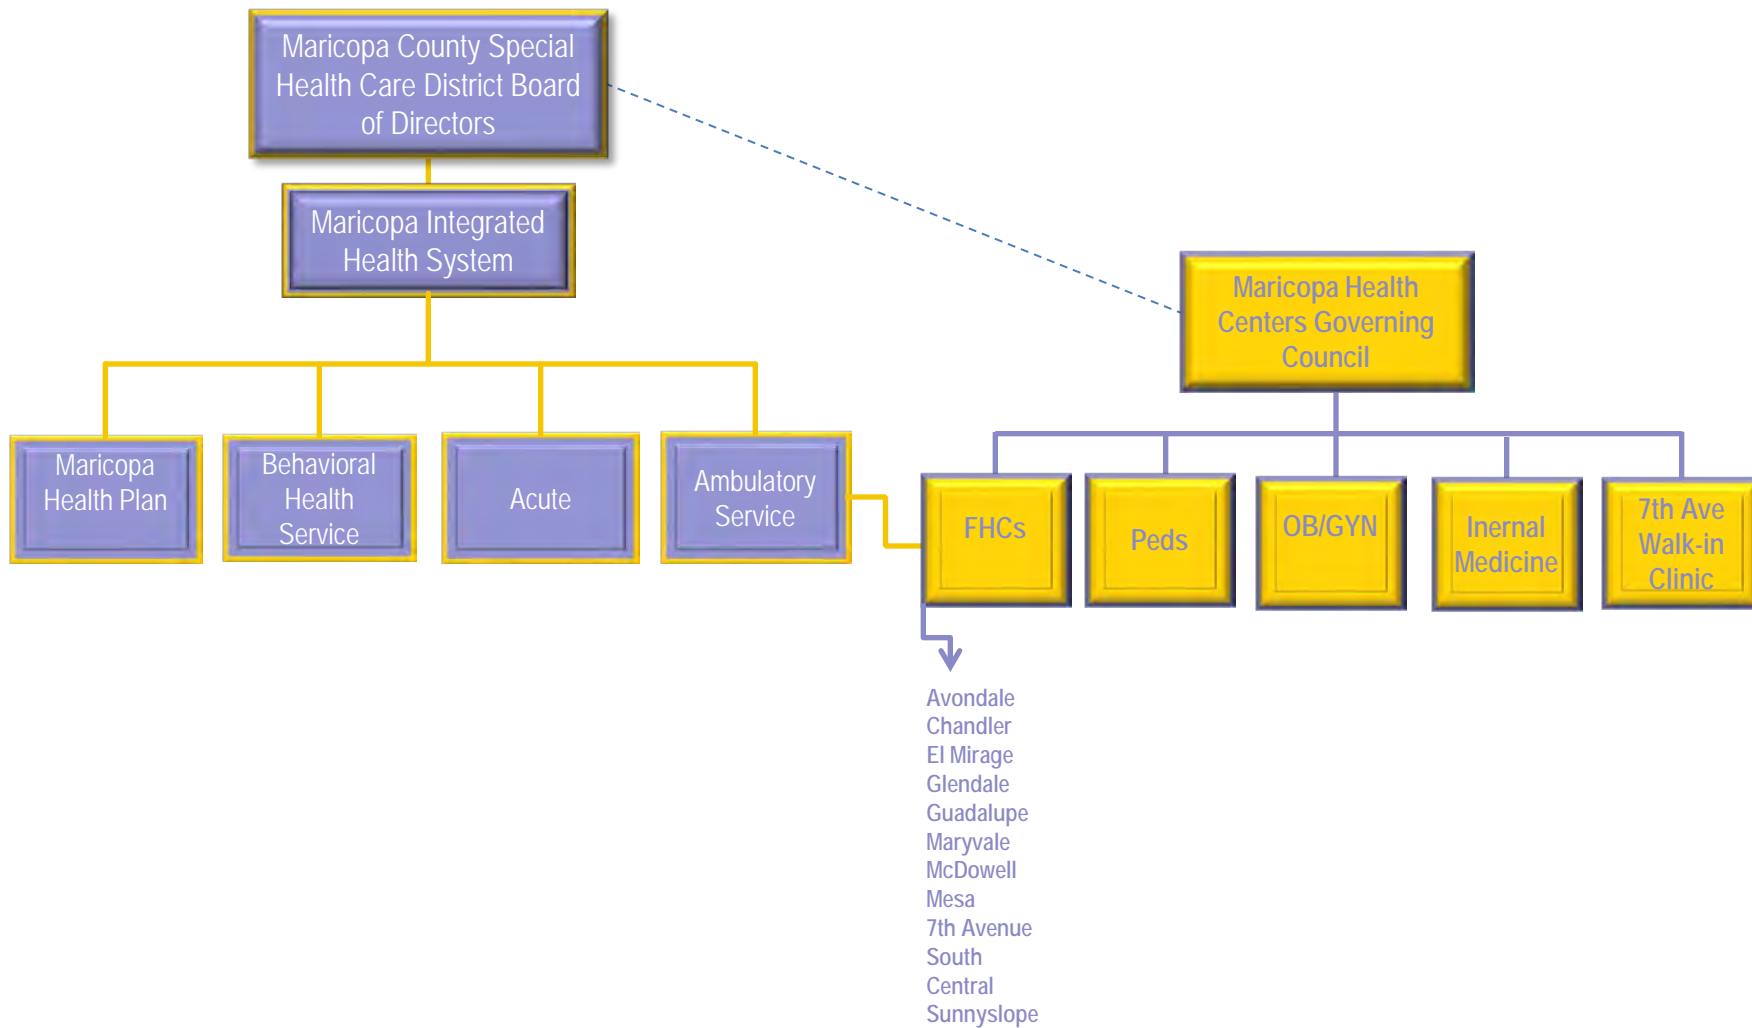 Maricopa County Special
Health Care District Board
of Directors
Maricopa Integrated
Health System
Maricopa Health
Centers Governing
Council
Maricopa
Health Plan
Behavioral
Health
Service
Acute
Ambulatory
Service
FHCs
Peds
OB/GYN
Inernal
Medicine
7th Ave
Walk-in
Clinic
Avondale
Chandler
El Mirage
Glendale
Guadalupe
Maryvale
McDowell
Mesa
7th Avenue
South
Central
Sunnyslope